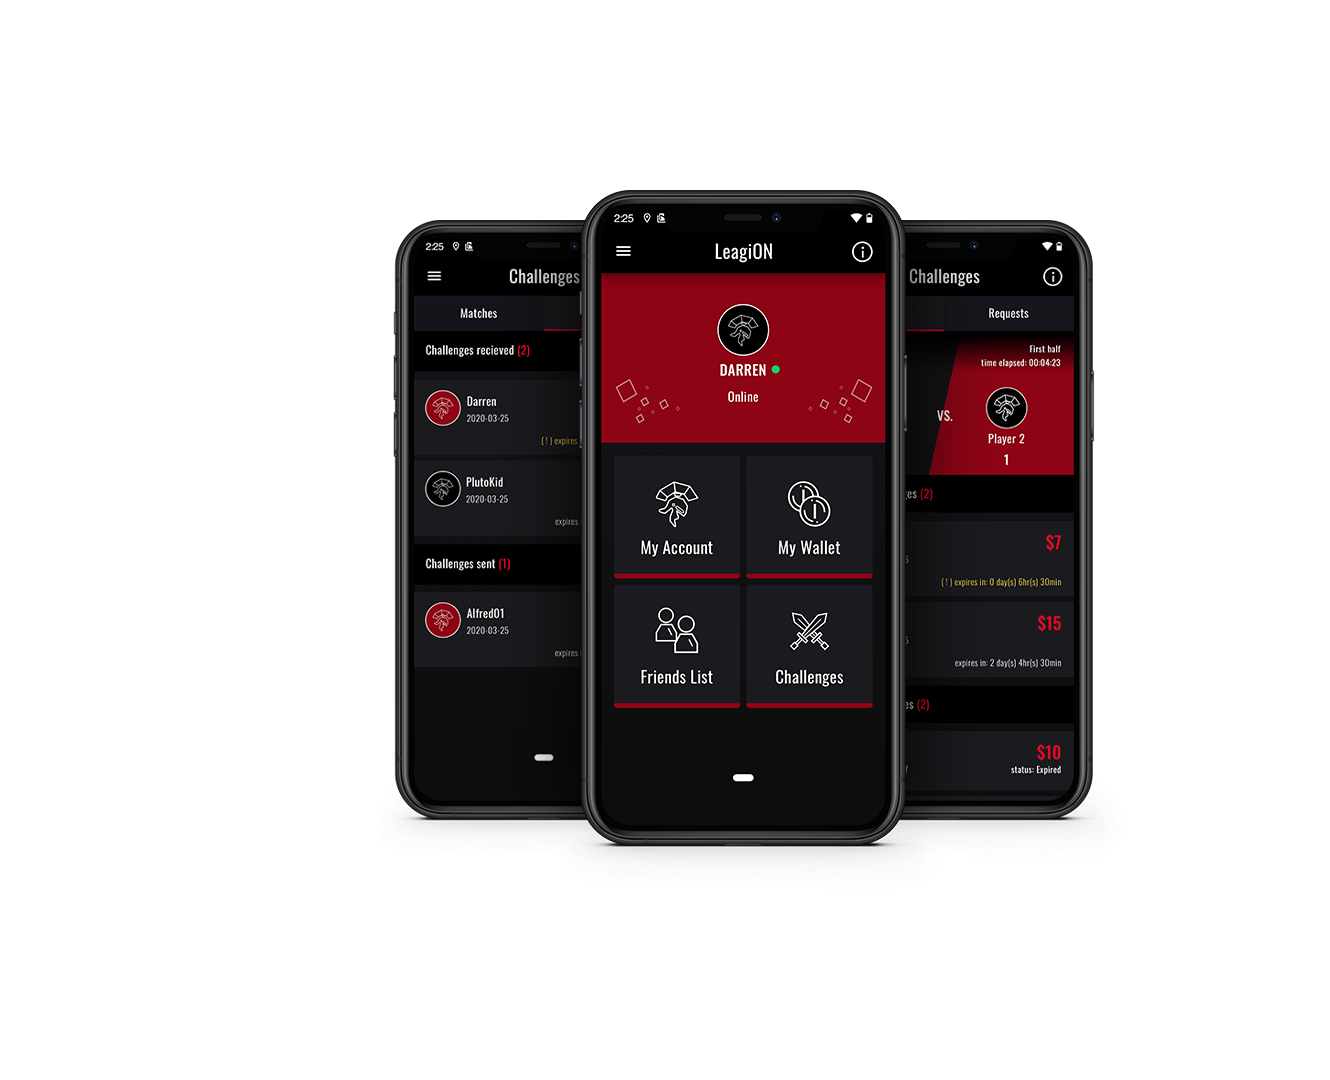 2:25
Challenges
Matches
Challenges recieved (2)
Darren
2020-03-25
(!) expires
PlutoKid
2020-03-25
expires
Challenges sent (1)
Alfred01
2020-03-25
expires
2:25
LeagiON
DARREN
Online
My Account
My Wallet
Friends List
Challenges
Challenges
Requests
First half
time elapsed: 00:04:23
VS.
Player 2
1
es (2)
$7
(!) expires in: 0 day(s) 6hr(s) 30min
$15
expires in: 2 day(s) 4hr(s) 30min
es (2)
$10
status: Expired